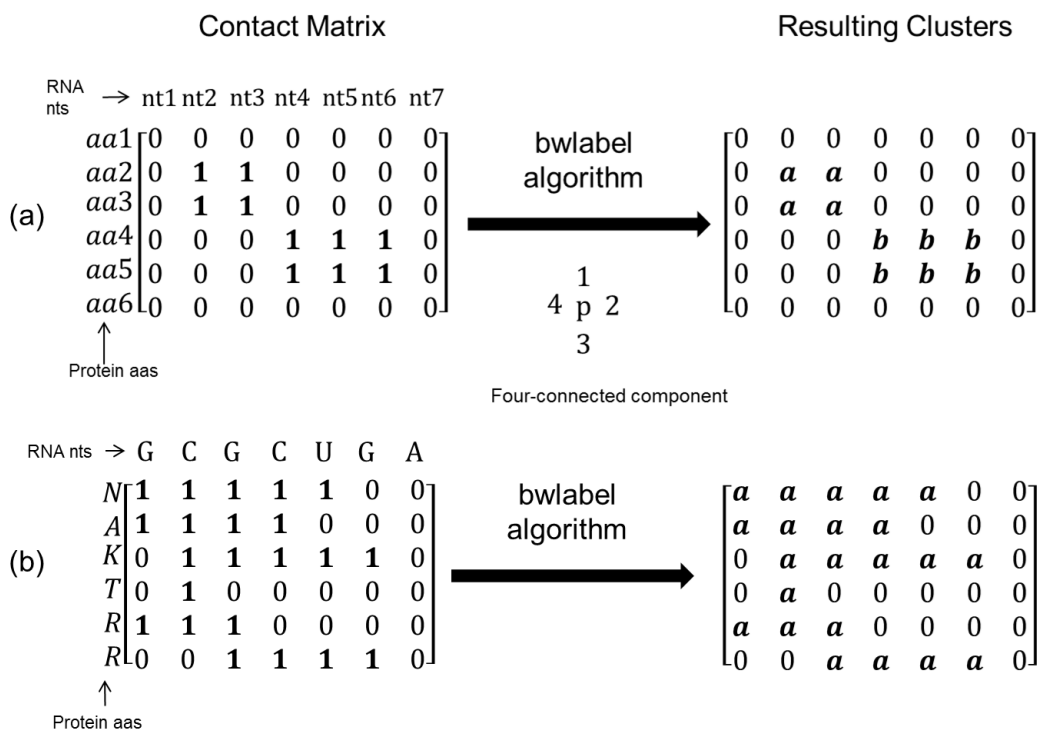 Contact Matrix Resulting Clusters
RNA nts → nt1 nt2 nt3 nt4 nt5 nt6 nt7
(a)
aa1 0 0 0 0 0 0 0
aa2 0 1 1 0 0 0 0
aa3 0 1 1 0 0 0 0
aa4 0 0 0 1 1 1 0
aa5 0 0 0 1 1 1 0
aa6 0 0 0 0 0 0 0
Protein aas
bwlabel
algorithm
1
4 p 2
3
Four-connected component
0 0 0 0 0 0 0
0 a a 0 0 0 0
0 a a 0 0 0 0
0 0 0 b b b 0
0 0 0 b b b 0
0 0 0 0 0 0 0
RNA nts → G C G C U G A
(b)
N 1 1 1 1 1 0 0
A 1 1 1 1 0 0 0
K 0 1 1 1 1 1 0
T 0 1 0 0 0 0 0
R 1 1 1 0 0 0 0
R 0 0 1 1 1 1 0
Protein aas
bwlabel
algorithm
a a a a a 0 0
a a a a 0 0 0
0 a a a a a 0
0 a 0 0 0 0 0
a a a 0 0 0 0
0 0 a a a a 0